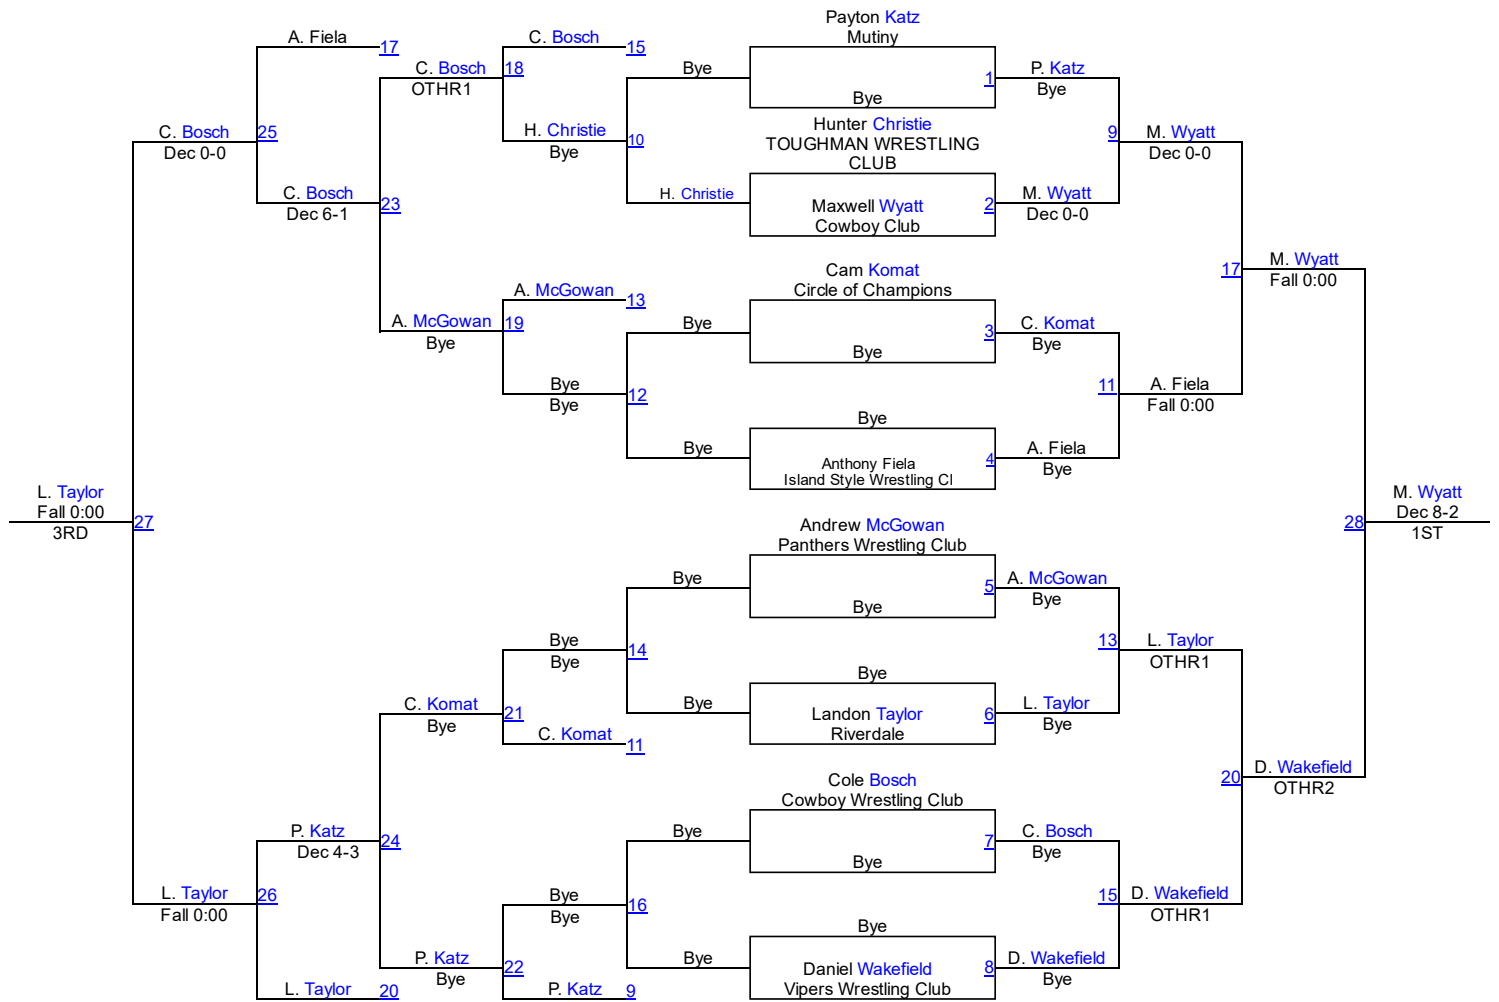 Payton Katz
Mutiny
A. Fiela
17
C. Bosch
15
C. Bosch
18
OTHR1
Bye
1
P. Katz
Bye
Bye
Hunter Christie
TOUGHMAN WRESTLING
CLUB
C. Bosch
25
Dec 0-0
H. Christie
10
Bye
9
M. Wyatt
Dec 0-0
C. Bosch
23
Dec 6-1
H. Christie
Maxwell Wyatt
Cowboy Club
2
M. Wyatt
Dec 0-0
Cam Komat
Circle of Champions
17
M. Wyatt
Fall 0:00
A. McGowan
13
A. McGowan
19
Bye
Bye
3
C. Komat
Bye
Bye
Bye
12
Bye
11
A. Fiela
Fall 0:00
Bye
Bye
Anthony Fiela
Island Style Wrestling Cl
4
A. Fiela
Bye
L. Taylor
Fall 0:00
27
3RD
28
M. Wyatt
Dec 8-2
1ST
Andrew McGowan
Panthers Wrestling Club
Bye
5
A. McGowan
Bye
Bye
Bye
14
Bye
13
L. Taylor
OTHR1
Bye
C. Komat
21
Bye
Bye
Landon Taylor
Riverdale
6
L. Taylor
Bye
C. Komat
11
Cole Bosch
Cowboy Wrestling Club
20
D. Wakefield
OTHR2
P. Katz
24
Dec 4-3
Bye
7
C. Bosch
Bye
Bye
L. Taylor
26
Fall 0:00
Bye
16
Bye
15
D. Wakefield
OTHR1
Bye
P. Katz
22
Bye
Bye
Daniel Wakefield
Vipers Wrestling Club
8
D. Wakefield
Bye
L. Taylor
20
P. Katz
9